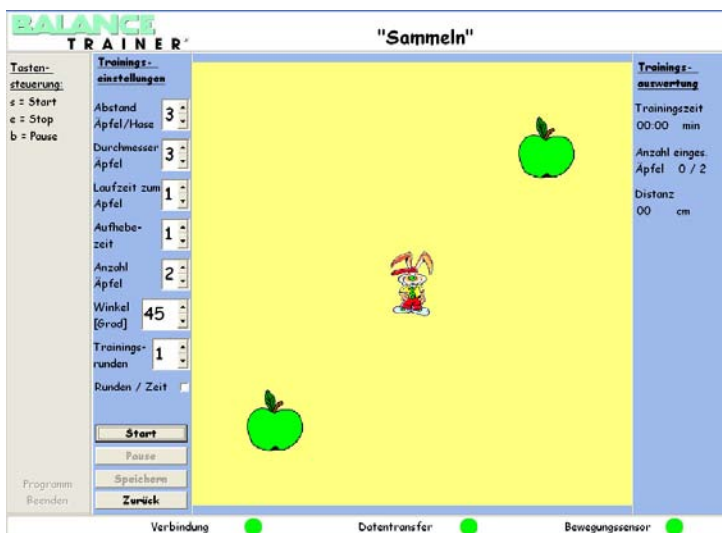 BALANCE
TRAINER
"Sammeln"
Tasten-
steuerung:
s = Start
e = Stop
b = Pause
Programm
Beenden
Trainings-
einstellungen
Abstand
Äpfel/Hase
3
Durchmesser
Äpfel
3
Laufzeit zum
Apfel
1
Aufhebe-
zeit
1
Anzahl
Äpfel
2
Winkel
[Grad]
45
Trainings-
runden
1
Runden / Zeit
Start
Pause
Speichern
Zurück
Trainings-
auswertung
Trainingszeit
00:00 min
Anzahl einges.
Äpfel 0 / 2
Distanz
00 cm
Verbindung
Datentransfer
Bewegungssensor